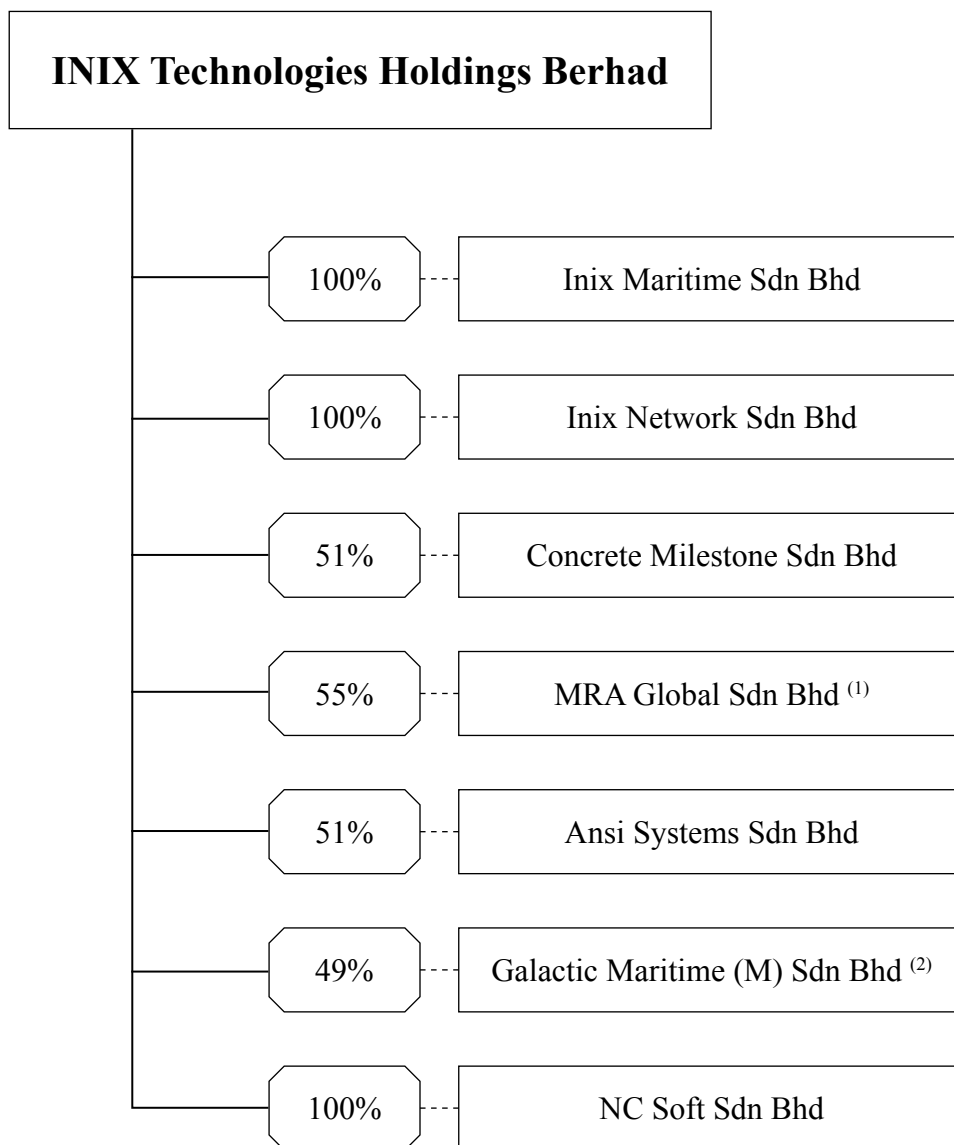 INIX Technologies Holdings Berhad
100% Inix Maritime Sdn Bhd
100% Inix Network Sdn Bhd
51% Concrete Milestone Sdn Bhd
55% MRA Global Sdn Bhd (1)
51% Ansi Systems Sdn Bhd
49% Galactic Maritime (M) Sdn Bhd (2)
100% NC Soft Sdn Bhd